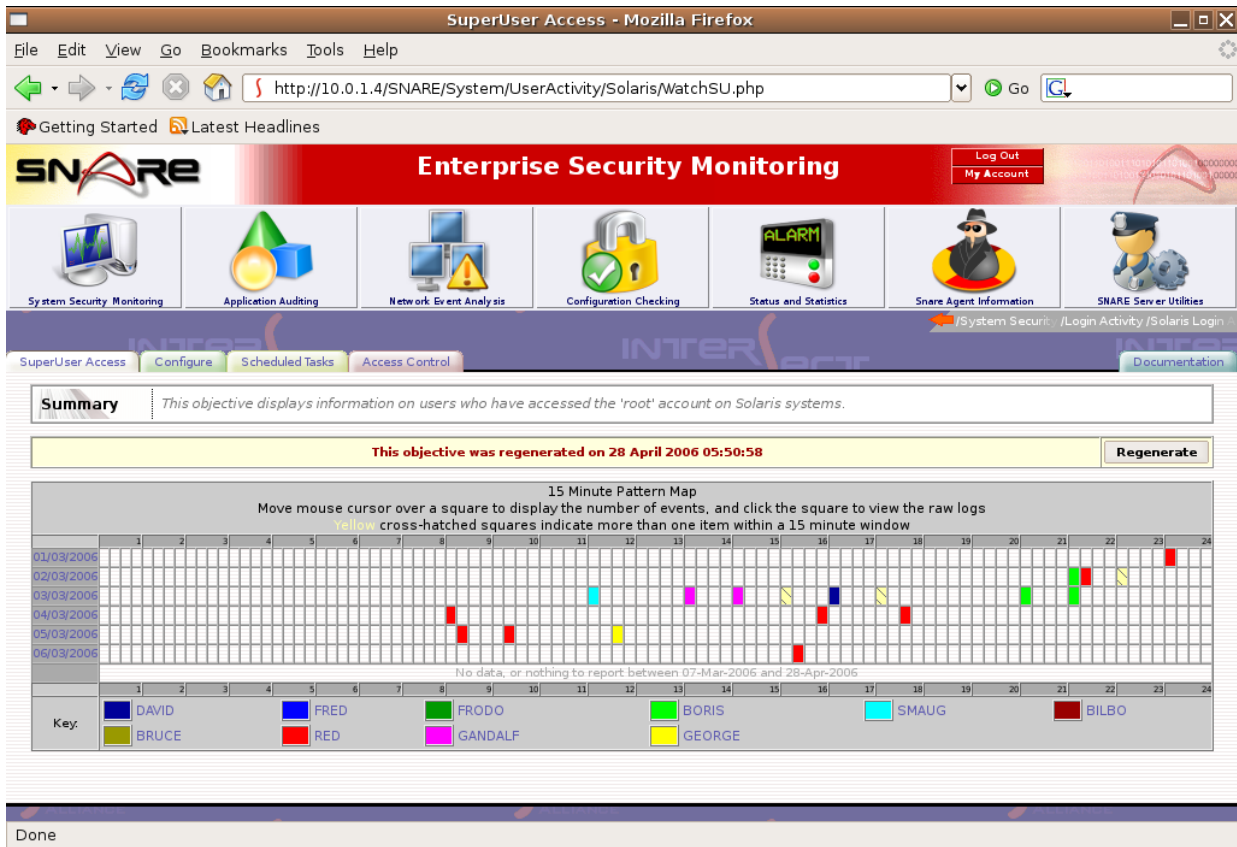 SuperUser Access - Mozilla Firefox
File Edit View Go Bookmarks Tools Help
http://10.0.1.4/SNARE/System/UserActivity/Solaris/WatchSU.php Go G
Getting Started Latest Headlines
SNARE Enterprise Security Monitoring Log Out
My Account
ALARM
System Security Monitoring Application Auditing Network Event Analysis Configuration Checking Status and Statistics Snare Agent Information SNARE Server Utilities
/System Security /Login Activity /Solaris Login
SuperUser Access Configure Scheduled Tasks Access Control Documentation
Summary This objective displays information on users who have accessed the 'root' account on Solaris systems.
This objective was regenerated on 28 April 2006 05:50:58 Regenerate
15 Minute Pattern Map
Move mouse cursor over a square to display the number of events, and click the square to view the raw logs
Yellow cross-hatched squares indicate more than one item within a 15 minute window
1 2 3 4 5 6 7 8 9 10 11 12 13 14 15 16 17 18 19 20 21 22 23 24
01/03/2006
02/03/2006
03/03/2006
04/03/2006
05/03/2006
06/03/2006
No data, or nothing to report between 07-Mar-2006 and 28-Apr-2006
1 2 3 4 5 6 7 8 9 10 11 12 13 14 15 16 17 18 19 20 21 22 23 24
Key: DAVID FRED FRODO BORIS SMAUG BILBO
BRUCE RED GANDALF GEORGE
Done